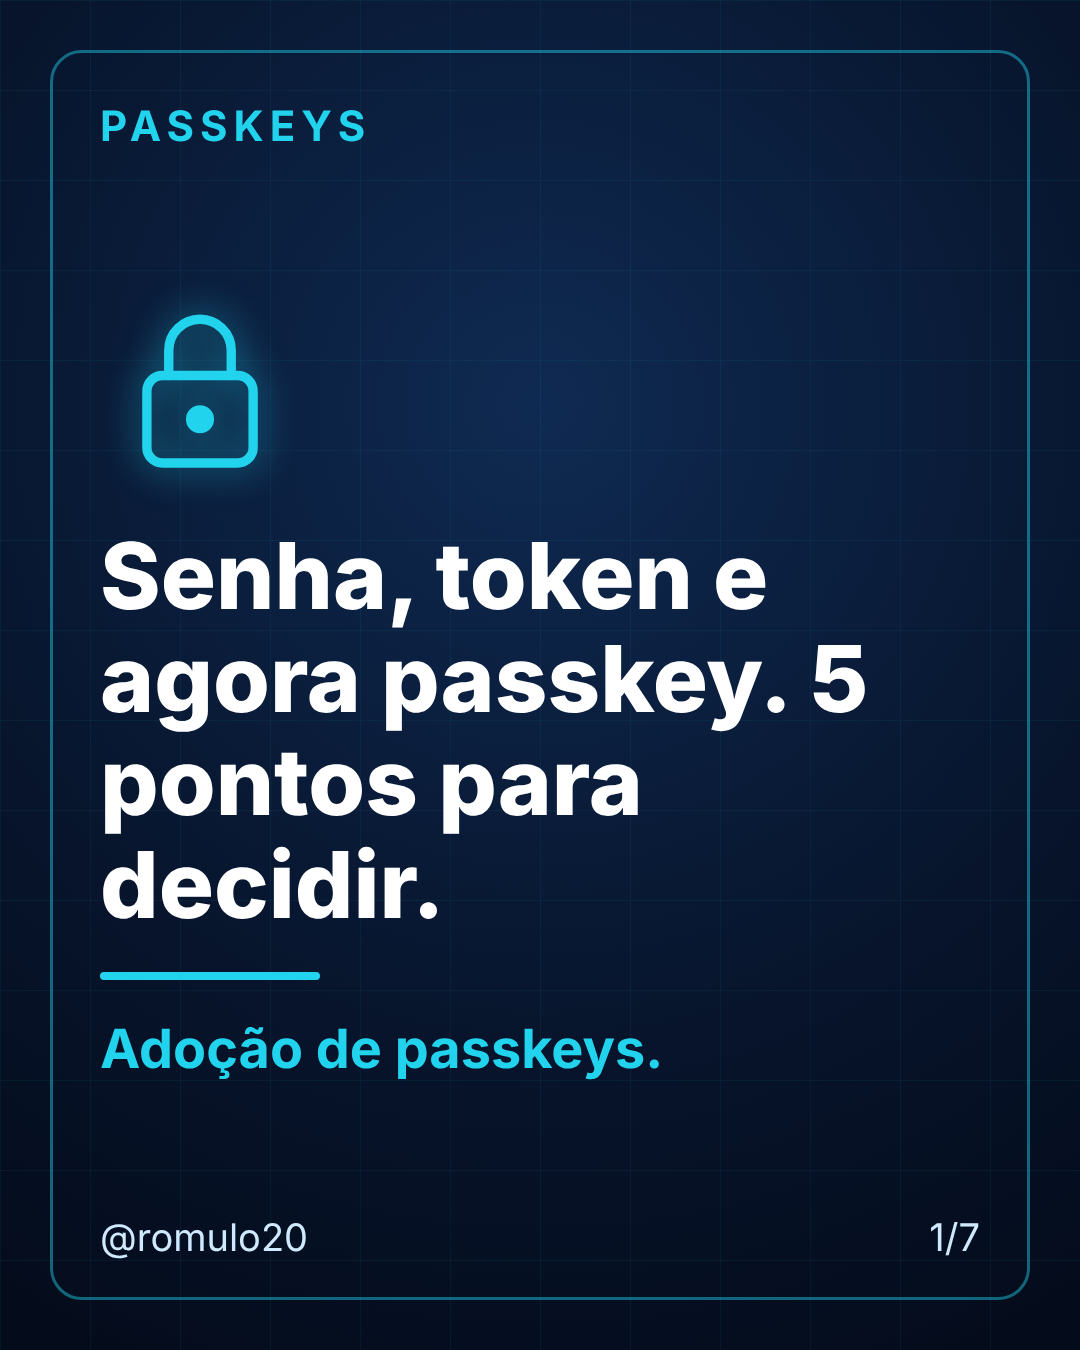 PASSKEYS
Senha, token e
agora passkey. 5
pontos para
decidir.
Adoção de passkeys.
@romulo20
1/7